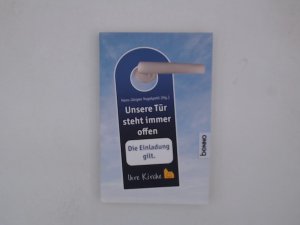 Hans-Jürgen Vogelpohl (Hg.)
Unsere Tür
steht immer
offen
Die Einladung
gilt.
Ihre Kirche
benno